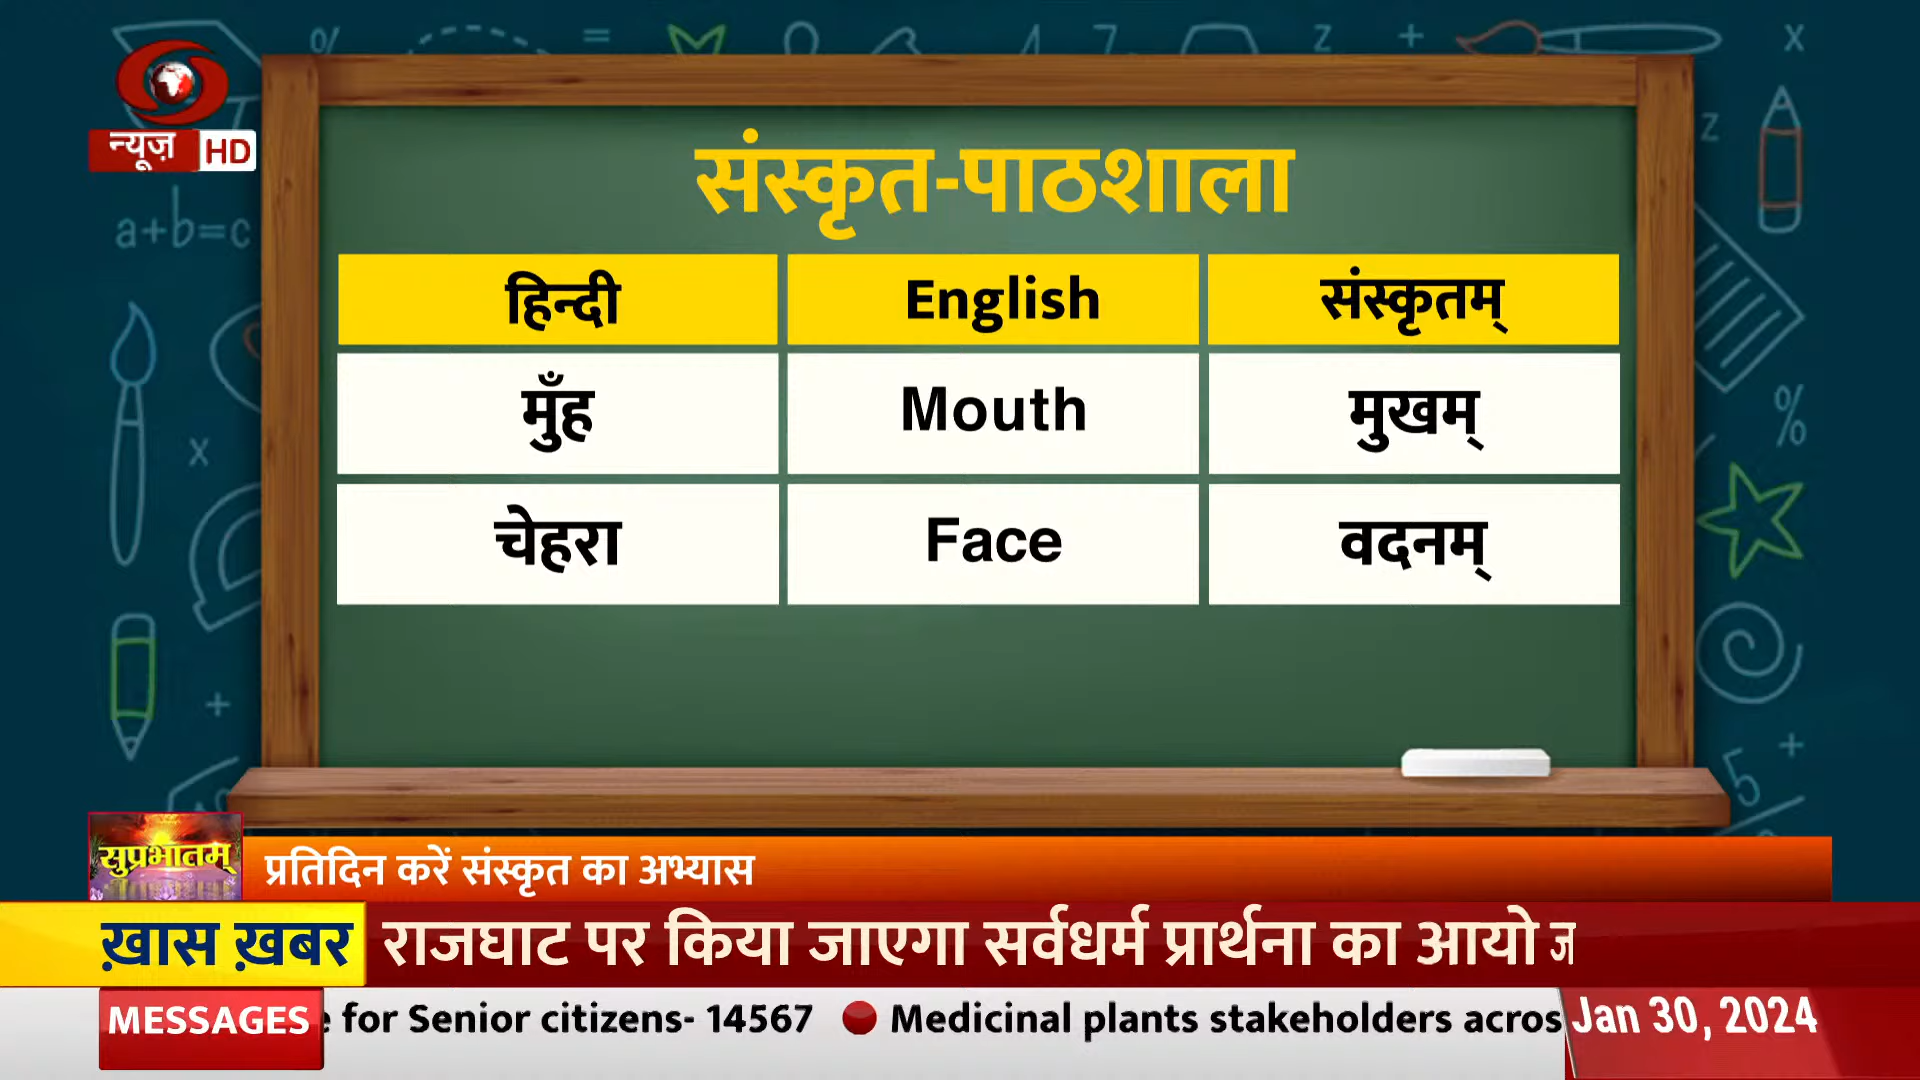 न्यूज़ HD
संस्कृत-पाठशाला
हिन्दी English संस्कृतम्
मुँह Mouth मुखम्
चेहरा Face वदनम्
a+b=c
सुप्रभातम् प्रतिदिन करें संस्कृत का अभ्यास
ख़ास ख़बर राजघाट पर किया जाएगा सर्वधर्म प्रार्थना का आयो
MESSAGES for Senior citizens- 14567 Medicinal plants stakeholders acros Jan 30, 2024